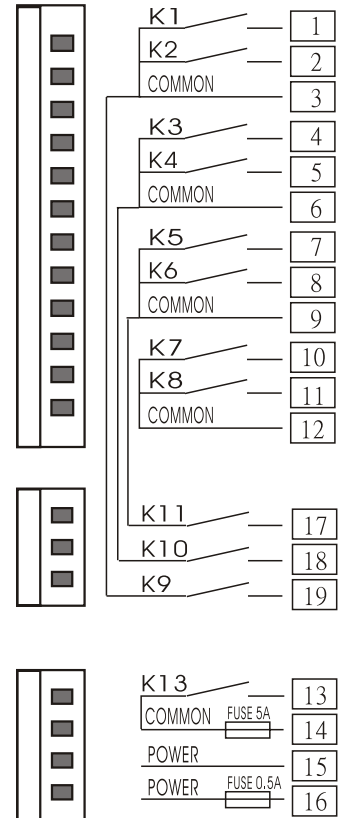 K1 1
K2 2
COMMON 3
K3 4
K4 5
COMMON 6
K5 7
K6 8
COMMON 9
K7 10
K8 11
COMMON 12
K11 17
K10 18
K9 19
K13 13
COMMON FUSE 5A 14
POWER 15
POWER FUSE 0.5A 16